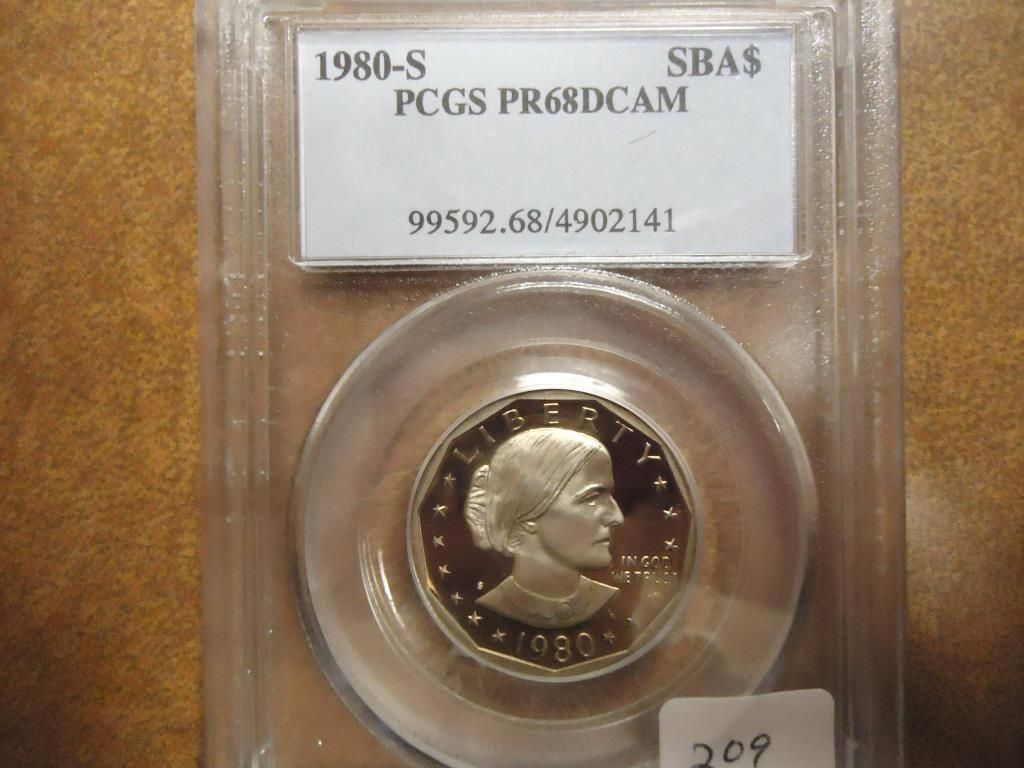 1980-S SBA$
PCGS PR68DCAM
99592.68/4902141
LIBERTY
IN GOD
WE TRUST
S
1980
209